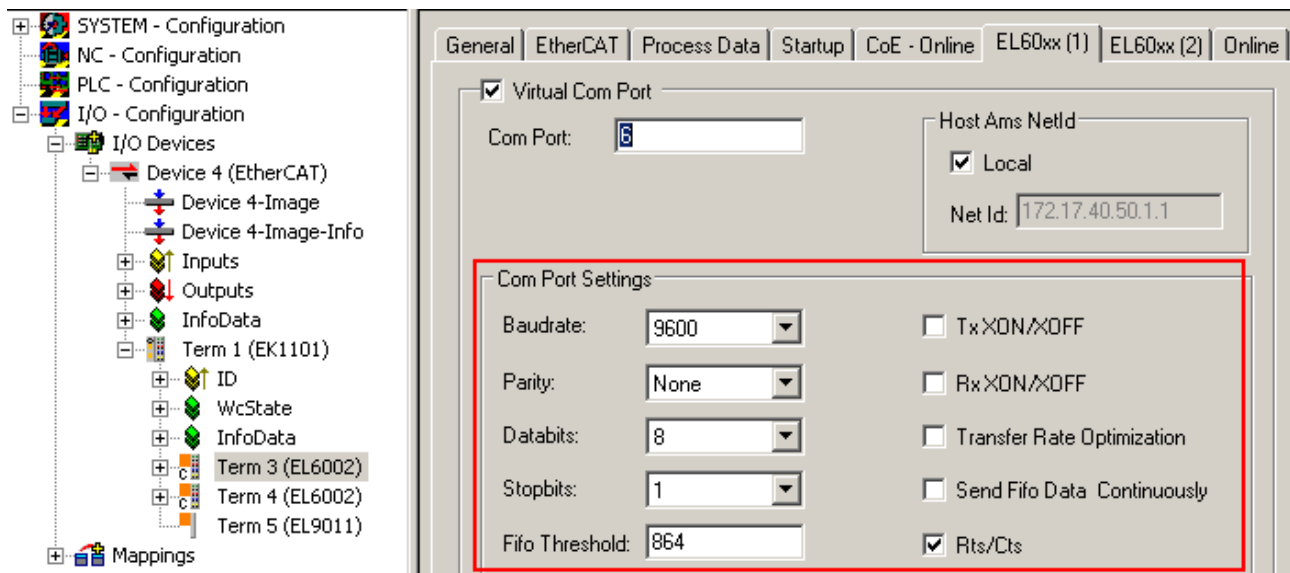 SYSTEM - Configuration
NC - Configuration
PLC - Configuration
I/O - Configuration
I/O Devices
Device 4 (EtherCAT)
Device 4-Image
Device 4-Image-Info
Inputs
Outputs
InfoData
Term 1 (EK1101)
ID
WcState
InfoData
Term 3 (EL6002)
Term 4 (EL6002)
Term 5 (EL9011)
Mappings
General EtherCAT Process Data Startup CoE - Online EL60xx (1) EL60xx (2) Online
Virtual Com Port
Com Port: 6
Host Ams NetId
Local
Net Id: 172.17.40.50.1.1
Com Port Settings
Baudrate: 9600 Tx XON/XOFF
Parity: None Rx XON/XOFF
Databits: 8 Transfer Rate Optimization
Stopbits: 1 Send Fifo Data Continuously
Fifo Threshold: 864 Rts/Cts